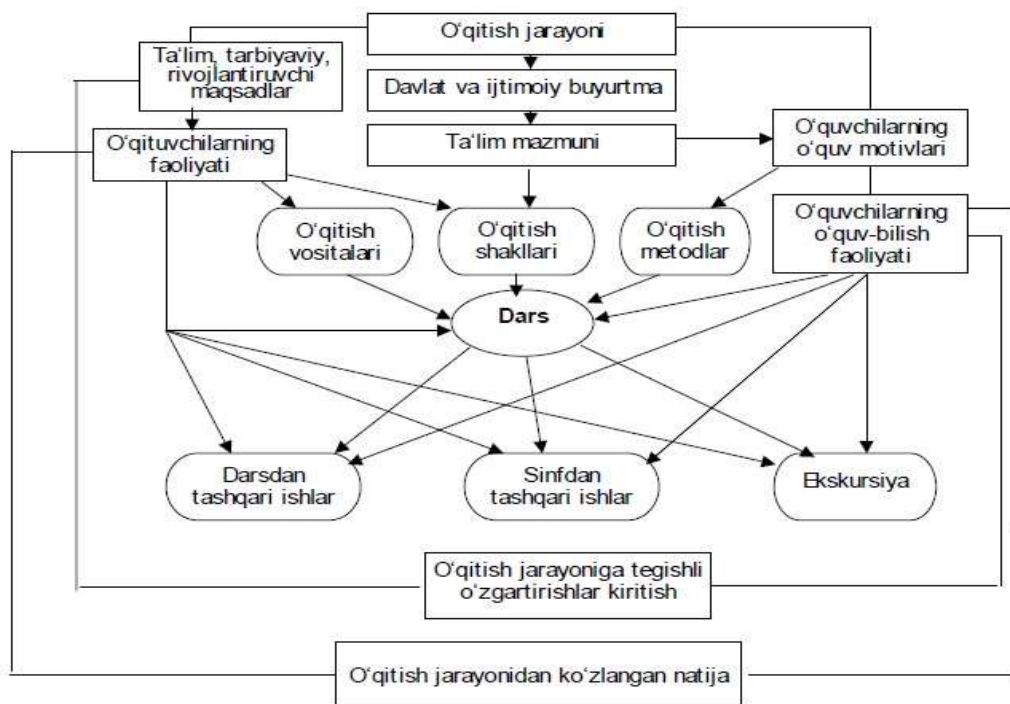 O‘qitish jarayoni
Ta‘lim, tarbiyaviy,
rivojlantiruvchi
maqsadlar
Davlat va ijtimoiy buyurtma
Ta‘lim mazmuni
O‘quvchilarning
o‘quv motivlari
O‘qituvchilarning
faoliyati
O‘qitish
vositalari
O‘qitish
shakllari
O‘qitish
metodlar
O‘quvchilarning
o‘quv-bilish
faoliyati
Dars
Darsdan
tashqari ishlar
Sinfdan
tashqari ishlar
Ekskursiya
O‘qitish jarayoniga tegishli
o‘zgartirishlar kiritish
O‘qitish jarayonidan ko‘zlangan natija